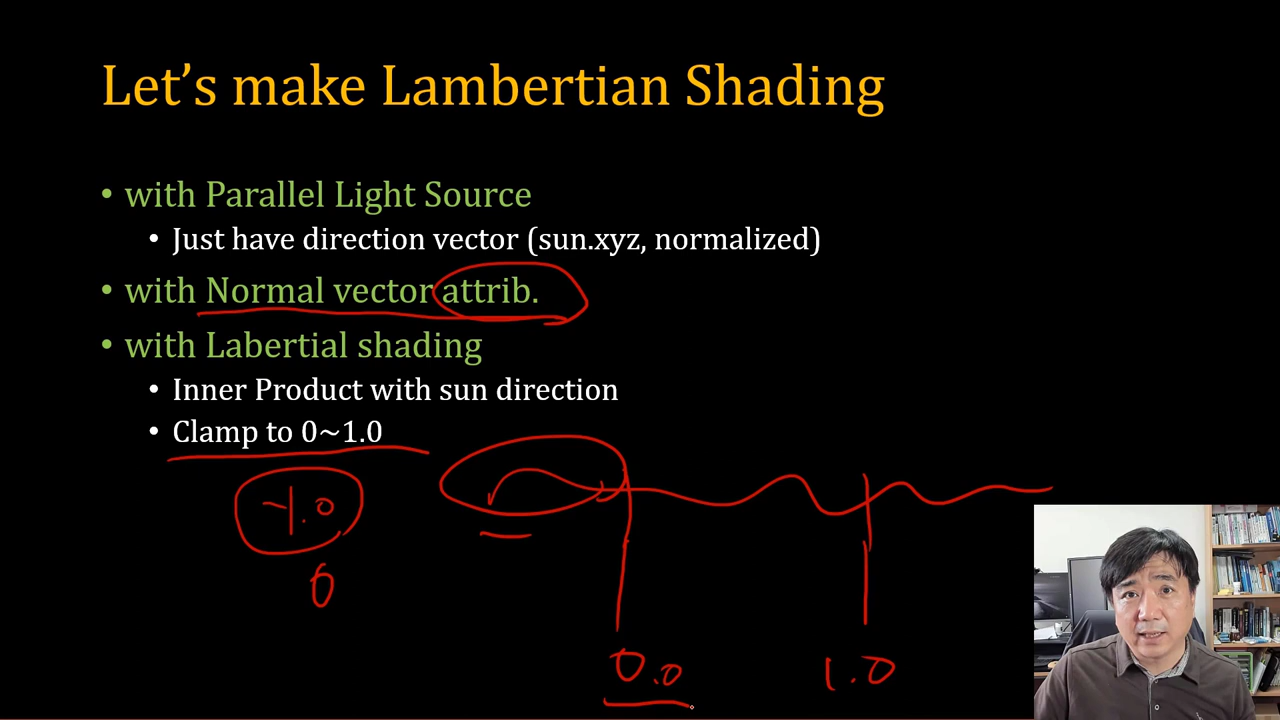 Let's make Lambertian Shading
• with Parallel Light Source
• Just have direction vector (sun.xyz, normalized)
• with Normal vector attrib.
• with Labertial shading
• Inner Product with sun direction
• Clamp to 0~1.0
-1.0
0
0.0
1.0